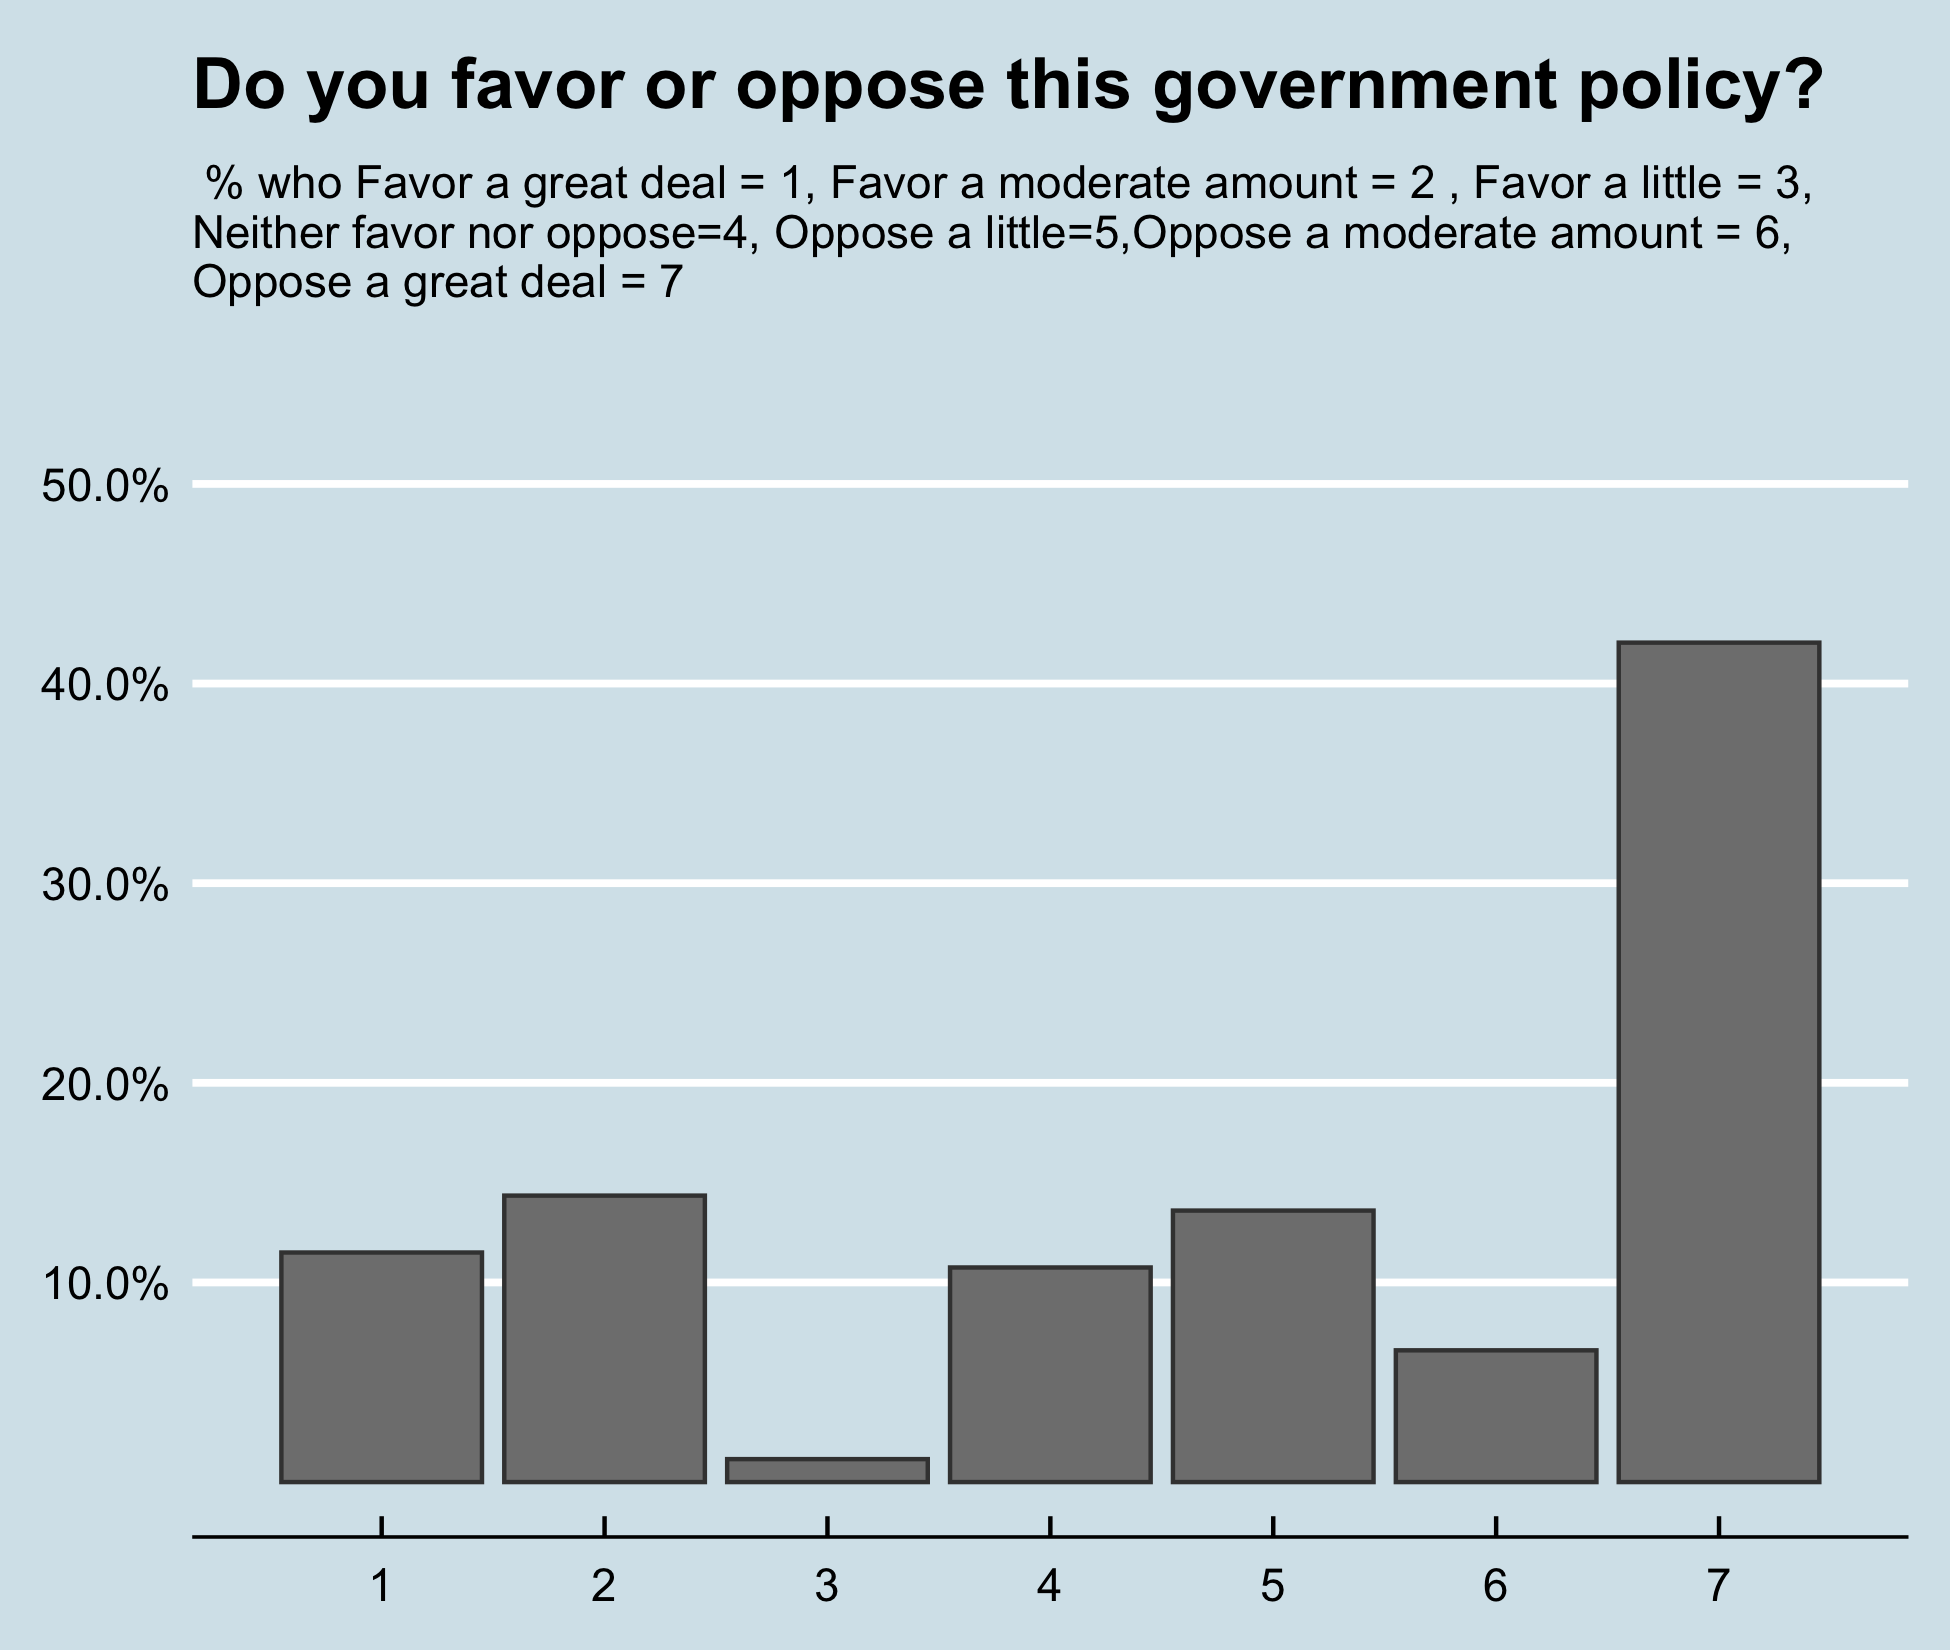 Do you favor or oppose this government policy?
% who Favor a great deal = 1, Favor a moderate amount = 2 , Favor a little = 3,
Neither favor nor oppose=4, Oppose a little=5,Oppose a moderate amount = 6,
Oppose a great deal = 7
50.0%
40.0%
30.0%
20.0%
10.0%
1 2 3 4 5 6 7